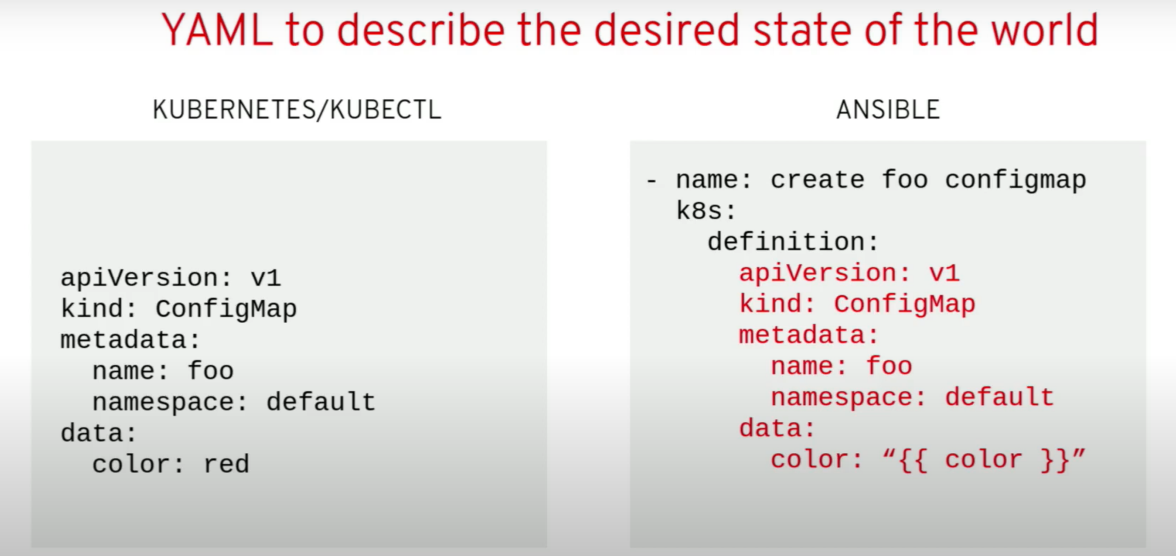 YAML to describe the desired state of the world
KUBERNETES/KUBECTL
apiVersion: v1
kind: ConfigMap
metadata:
  name: foo
  namespace: default
data:
  color: red
ANSIBLE
- name: create foo configmap
  k8s:
    definition:
      apiVersion: v1
      kind: ConfigMap
      metadata:
        name: foo
        namespace: default
      data:
        color: “{{ color }}”